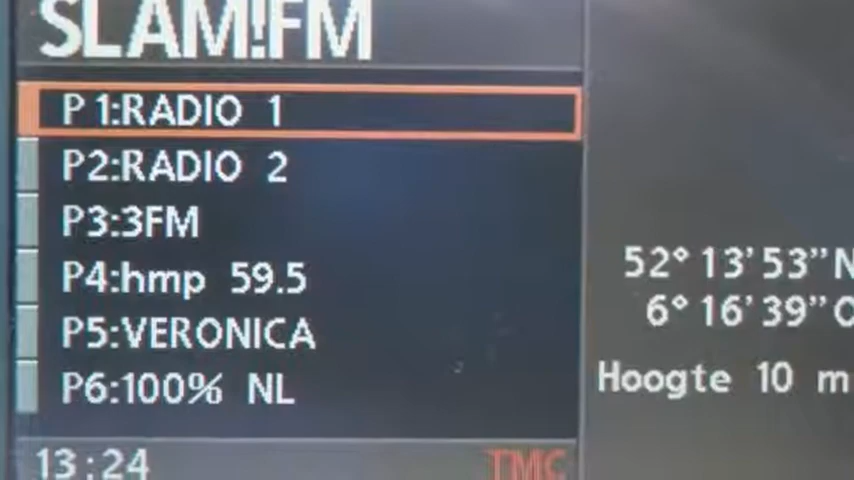 SLAM!FM
P1:RADIO 1
P2:RADIO 2
P3:3FM
P4:hmp 59.5
P5:VERONICA
P6:100% NL
52° 13' 53” N
6° 16' 39” O
Hoogte 10 m
13:24
TMC